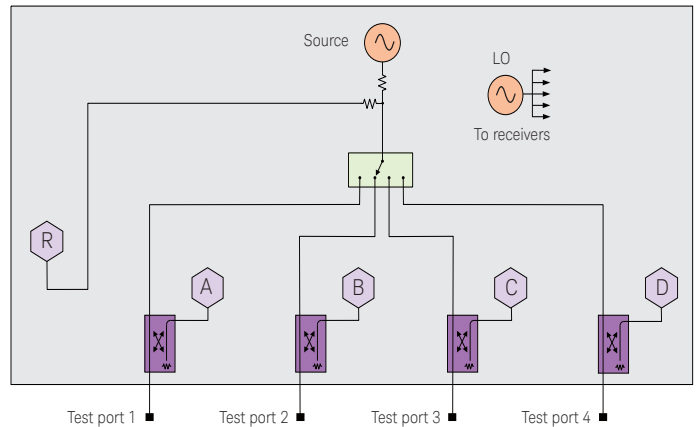 Source
LO
To receivers
R
A
B
C
D
Test port 1
Test port 2
Test port 3
Test port 4